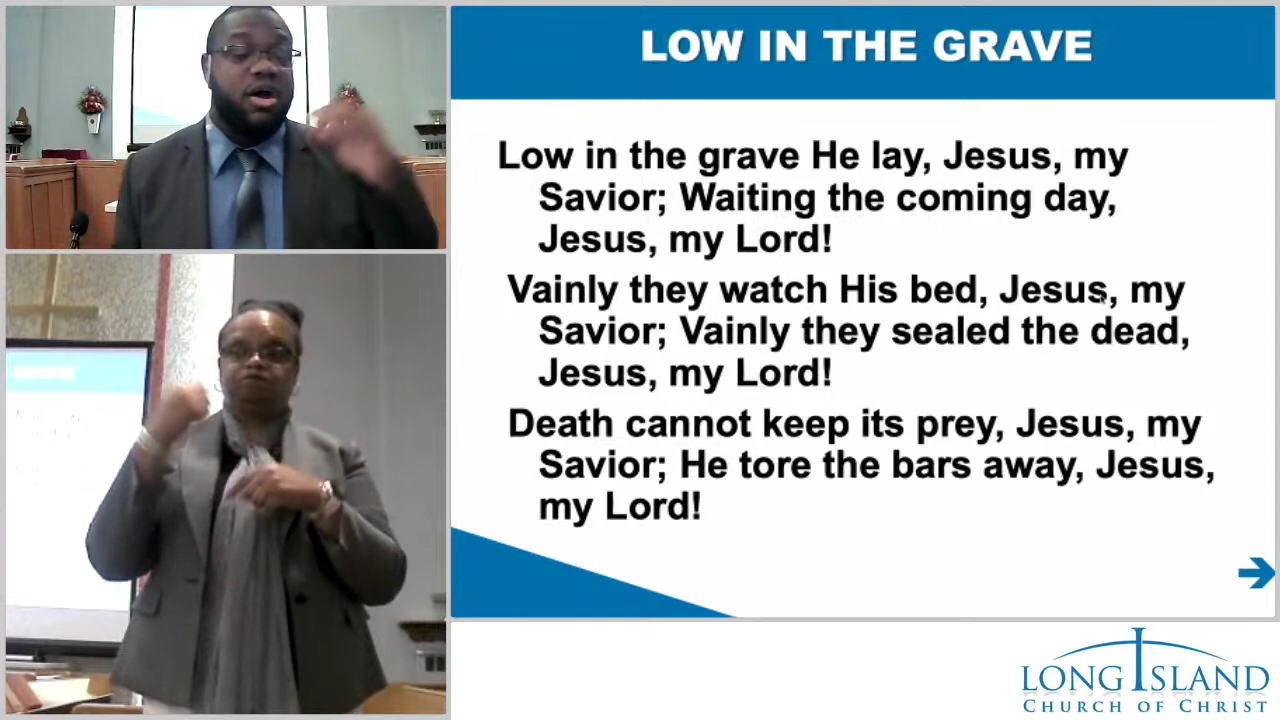 LOW IN THE GRAVE
Low in the grave He lay, Jesus, my
Savior; Waiting the coming day,
Jesus, my Lord!
Vainly they watch His bed, Jesus, my
Savior; Vainly they sealed the dead,
Jesus, my Lord!
Death cannot keep its prey, Jesus, my
Savior; He tore the bars away, Jesus,
my Lord!
LONG ISLAND
CHURCH OF CHRIST